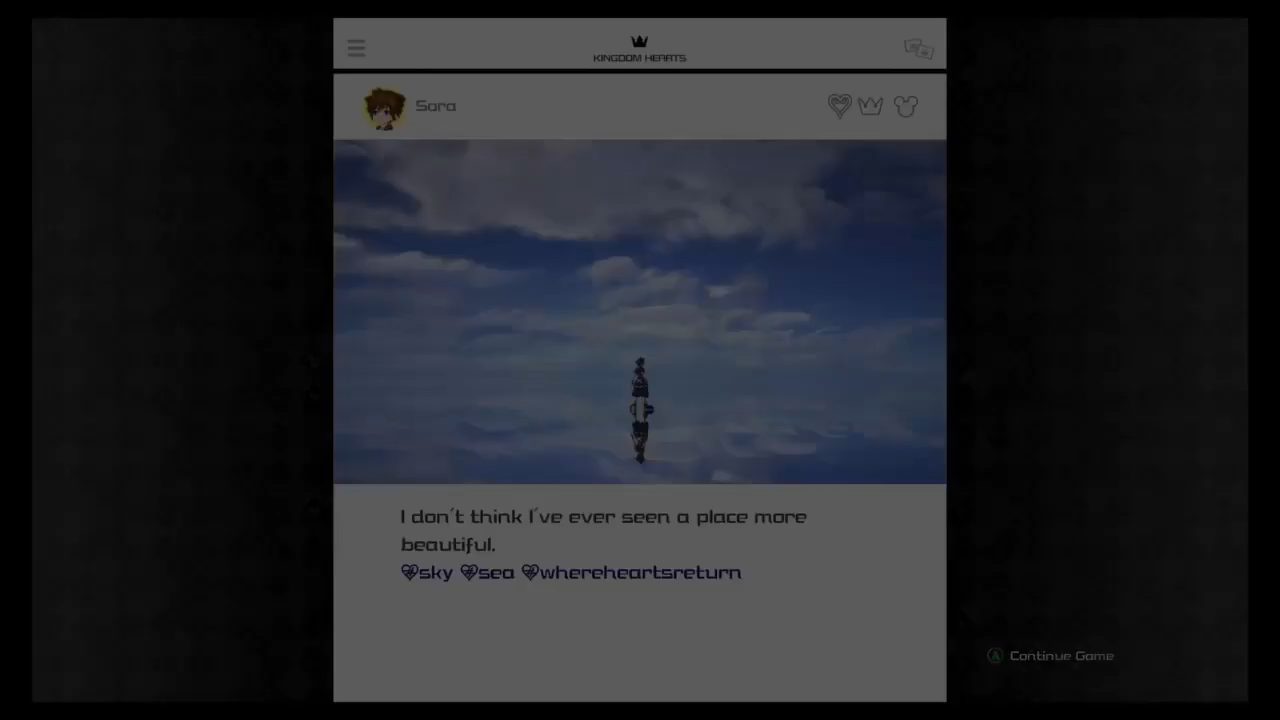 KINGDOM HEARTS
Sora
I don't think I've ever seen a place more
beautiful.
sky sea whereheartsreturn
A Continue Game